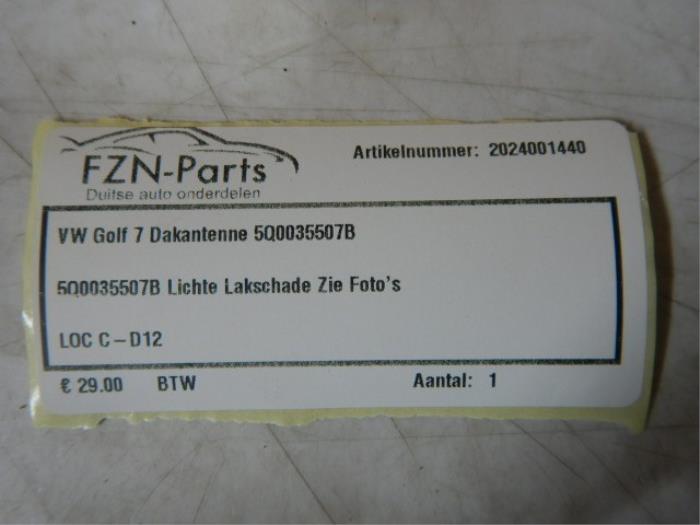 FZN-Parts
Duitse auto onderdelen
Artikelnummer: 2024001440
VW Golf 7 Dakantenne 5Q0035507B
5Q0035507B Lichte Lakschade Zie Foto's
LOC C-D12
€ 29.00 BTW Aantal: 1